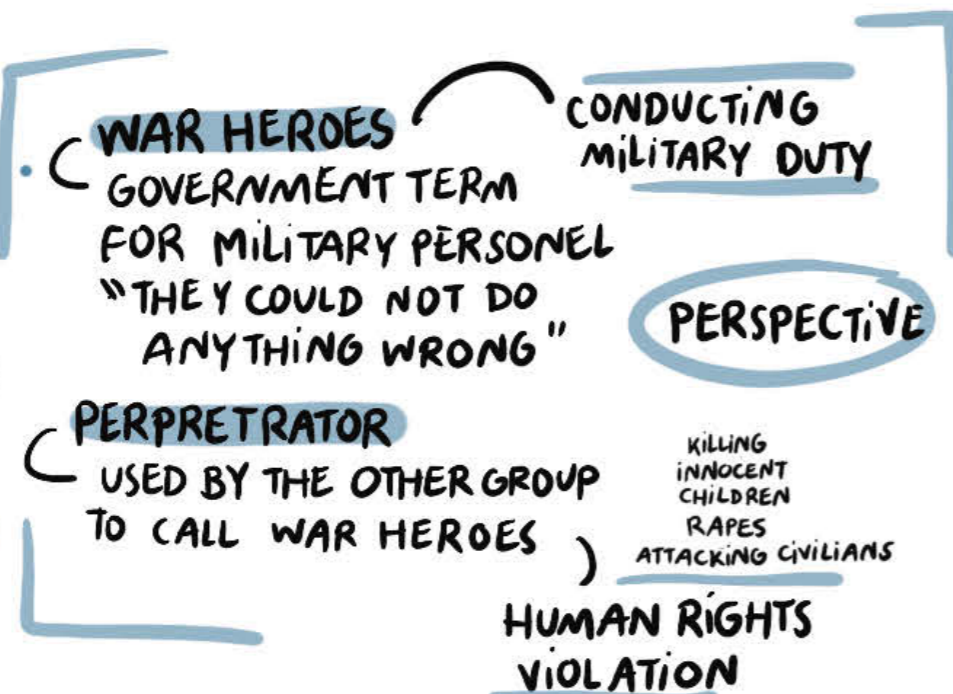 WAR HEROES
GOVERNMENT TERM
FOR MILITARY PERSONEL
"THEY COULD NOT DO
ANYTHING WRONG"
CONDUCTING
MILITARY DUTY
PERSPECTIVE
PERPRETRATOR
USED BY THE OTHER GROUP
TO CALL WAR HEROES
KILLING
INNOCENT
CHILDREN
RAPES
ATTACKING CIVILIANS
HUMAN RIGHTS
VIOLATION